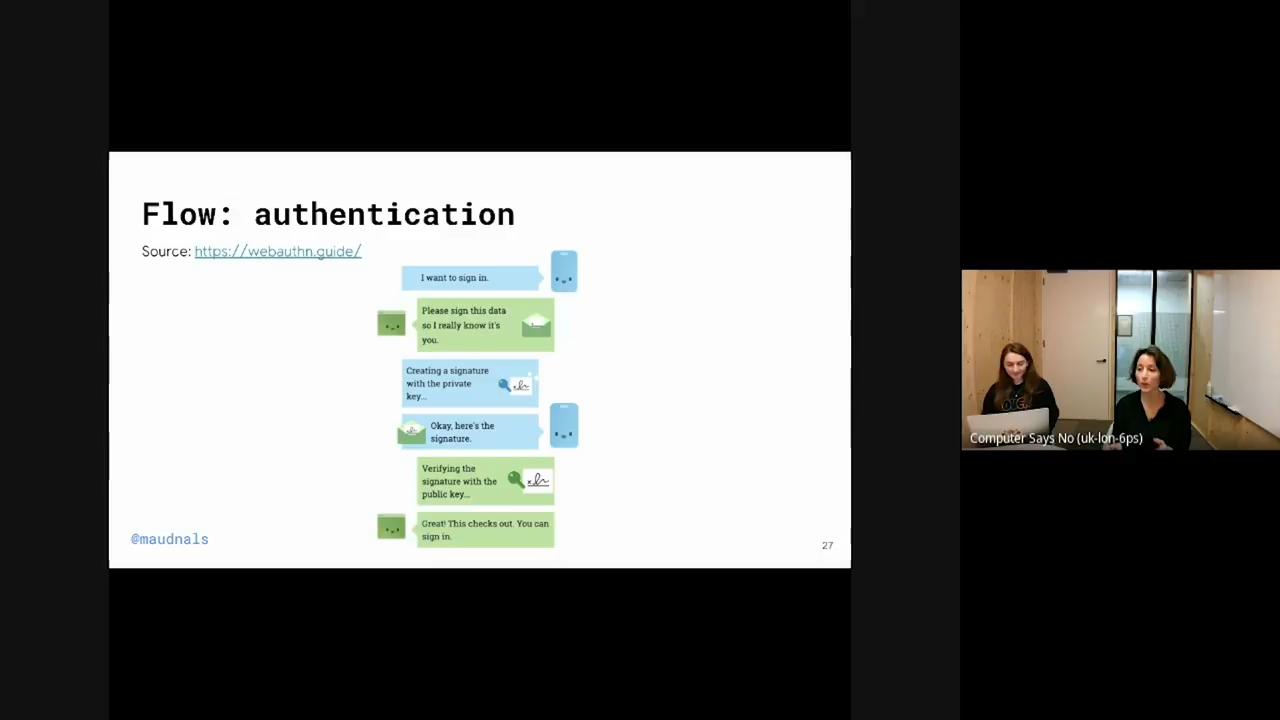 Flow: authentication
Source: https://webauthn.guide/
I want to sign in.
Please sign this data
so I really know it's
you.
Creating a signature
with the private
key...
Okay, here's the
signature.
Verifying the
signature with the
public key...
Great! This checks out. You can
sign in.
@maudnals
27
Computer Says No (uk-lon-6ps)